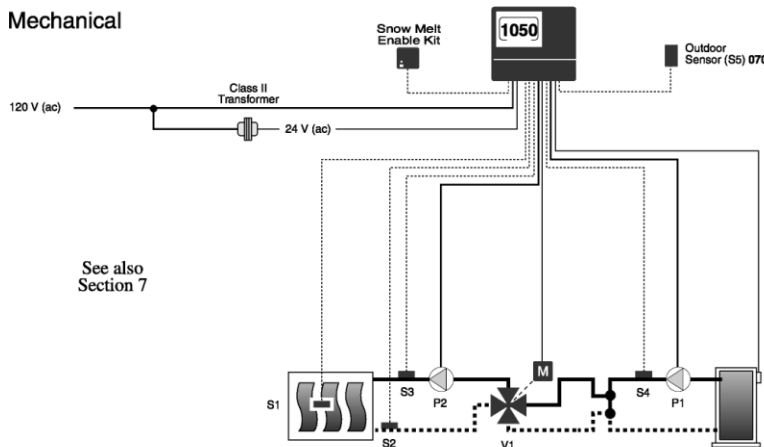 Mechanical
Snow Melt
Enable Kit
1050
Outdoor
Sensor (S5) 070
Class II
Transformer
120 V (ac)
24 V (ac)
See also
Section 7
M
S1
S3
P2
S4
P1
S2
V1